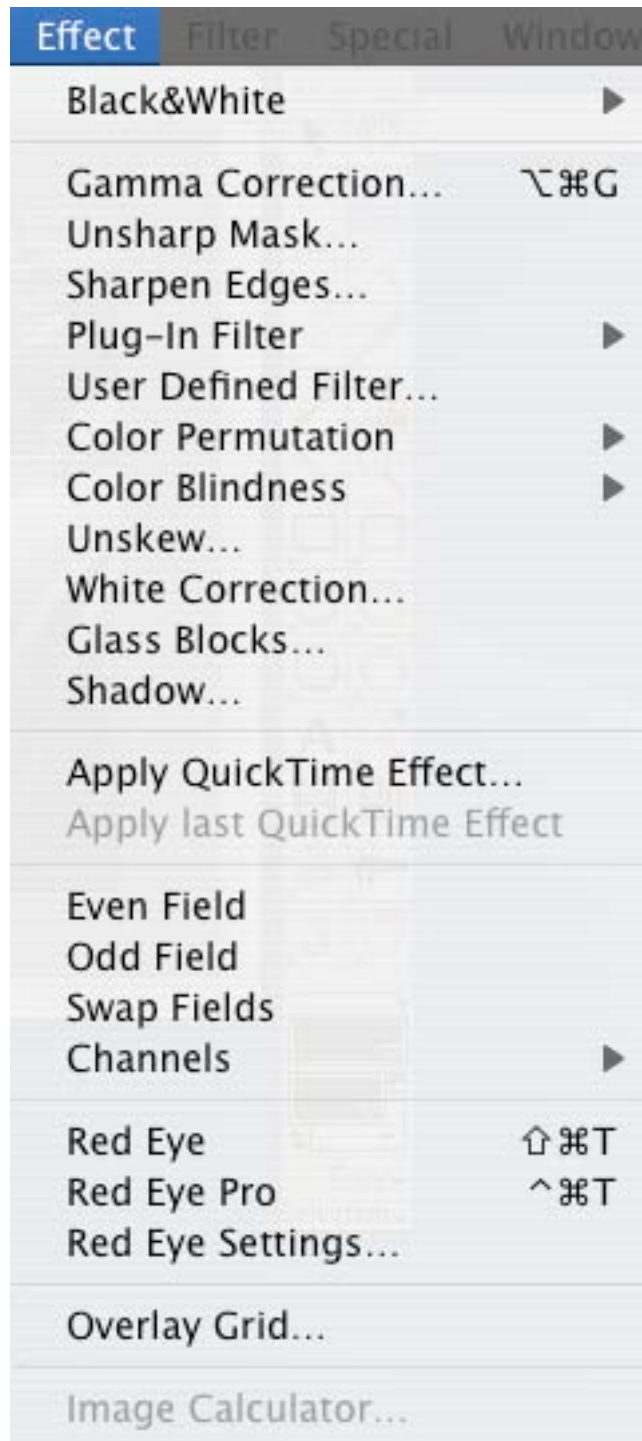 Effect Filter Special Window
Black&White ▶
Gamma Correction... ⌥⌘G
Unsharp Mask...
Sharpen Edges...
Plug-In Filter ▶
User Defined Filter...
Color Permutation ▶
Color Blindness ▶
Unskew...
White Correction...
Glass Blocks...
Shadow...
Apply QuickTime Effect...
Apply last QuickTime Effect
Even Field
Odd Field
Swap Fields
Channels ▶
Red Eye ⇧⌘T
Red Eye Pro ^⌘T
Red Eye Settings...
Overlay Grid...
Image Calculator...